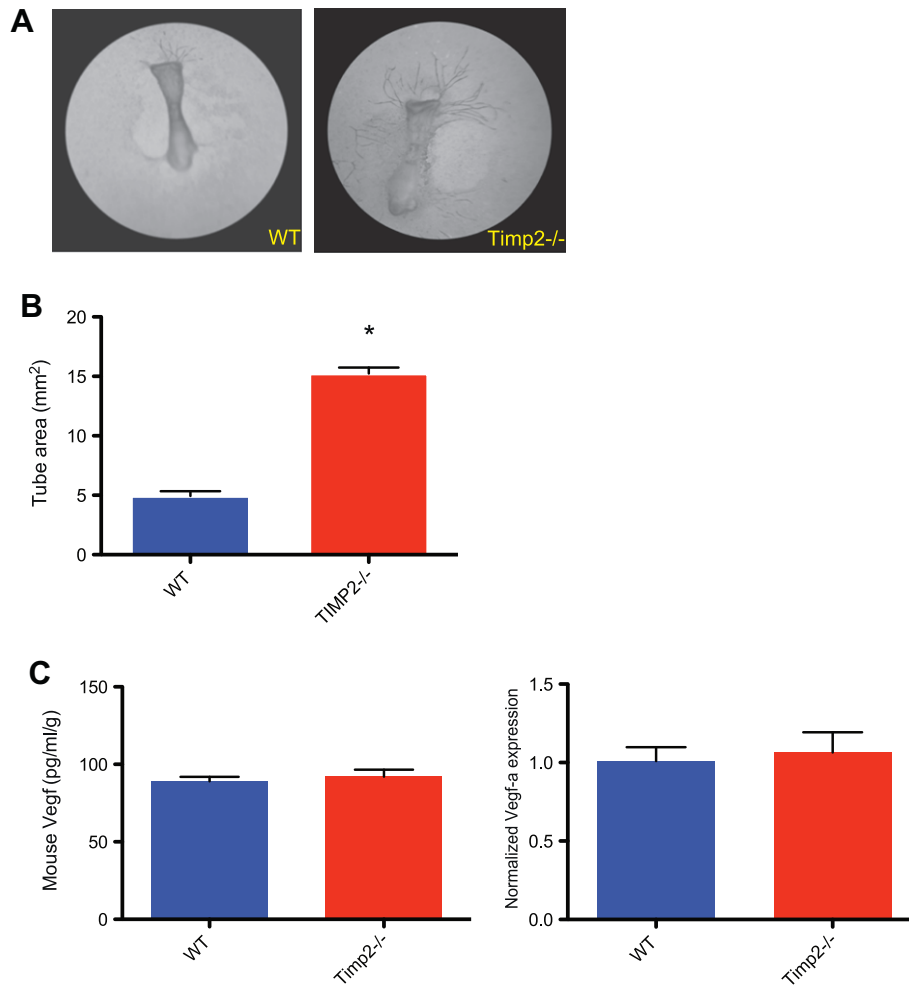 A
WT
Timp2-/-
B
Tube area (mm²)
20
15
10
5
0
*
WT
TIMP2-/-
C
Mouse Vegf (pg/ml/g)
150
100
50
0
WT
Timp2-/-
Normalized Vegf-a expression
1.5
1.0
0.5
0.0
WT
Timp2-/-